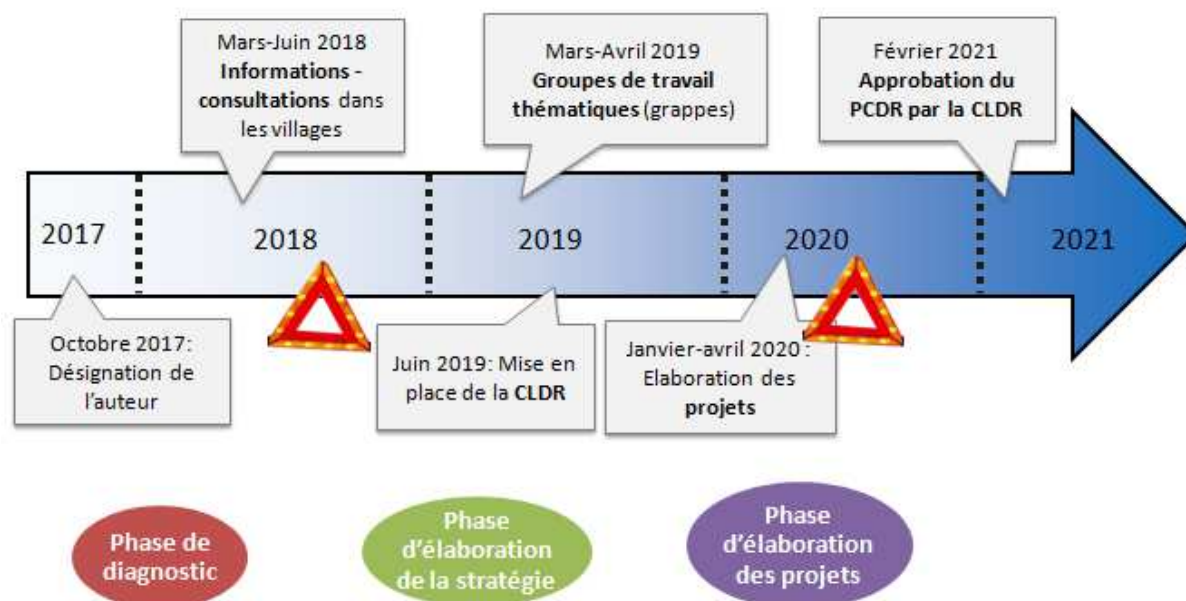 Mars-Juin 2018
Informations -
consultations dans
les villages
Mars-Avril 2019
Groupes de travail
thématiques (grappes)
Février 2021
Approbation du
PCDR par la CLDR
2017
2018
2019
2020
2021
Octobre 2017:
Désignation de
l'auteur
Juin 2019: Mise en
place de la CLDR
Janvier-avril 2020 :
Elaboration des
projets
Phase de
diagnostic
Phase
d'élaboration
de la stratégie
Phase
d'élaboration
des projets